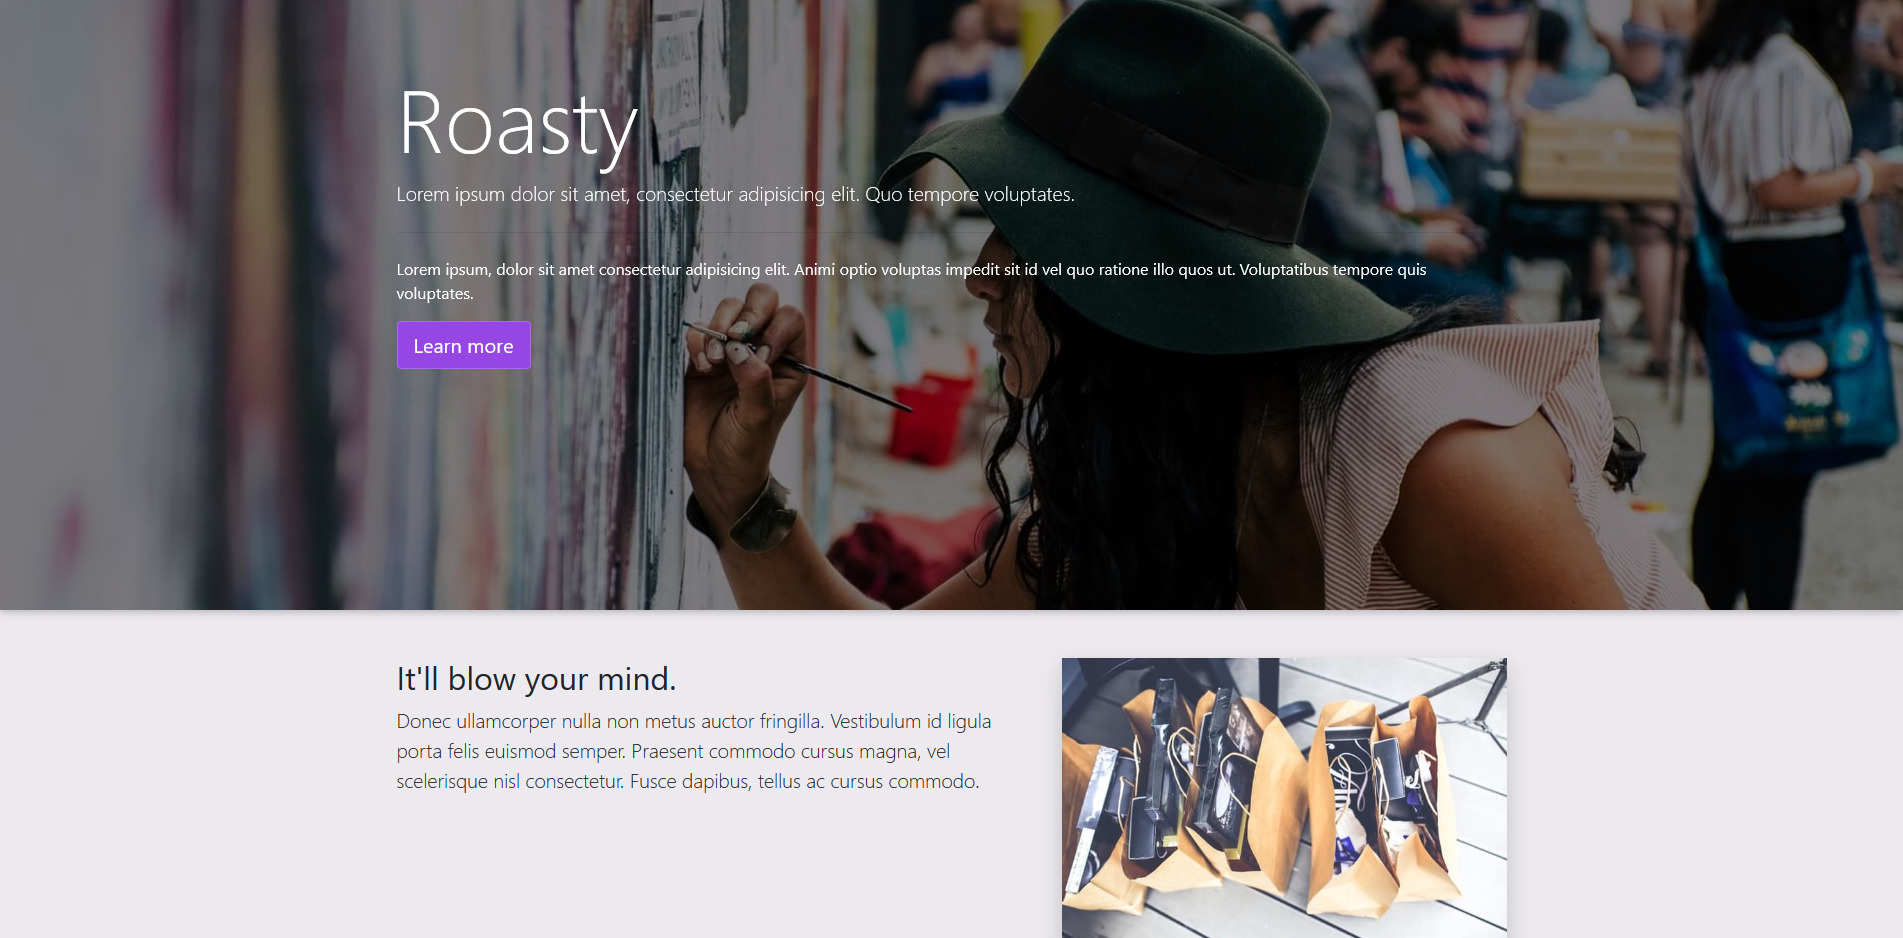 Roasty
Lorem ipsum dolor sit amet, consectetur adipisicing elit. Quo tempore voluptates.
Lorem ipsum, dolor sit amet consectetur adipisicing elit. Animi optio voluptas impedit sit id vel quo ratione illo quos ut. Voluptatibus tempore quis
voluptates.
Learn more
It'll blow your mind.
Donec ullamcorper nulla non metus auctor fringilla. Vestibulum id ligula
porta felis euismod semper. Praesent commodo cursus magna, vel
scelerisque nisl consectetur. Fusce dapibus, tellus ac cursus commodo.